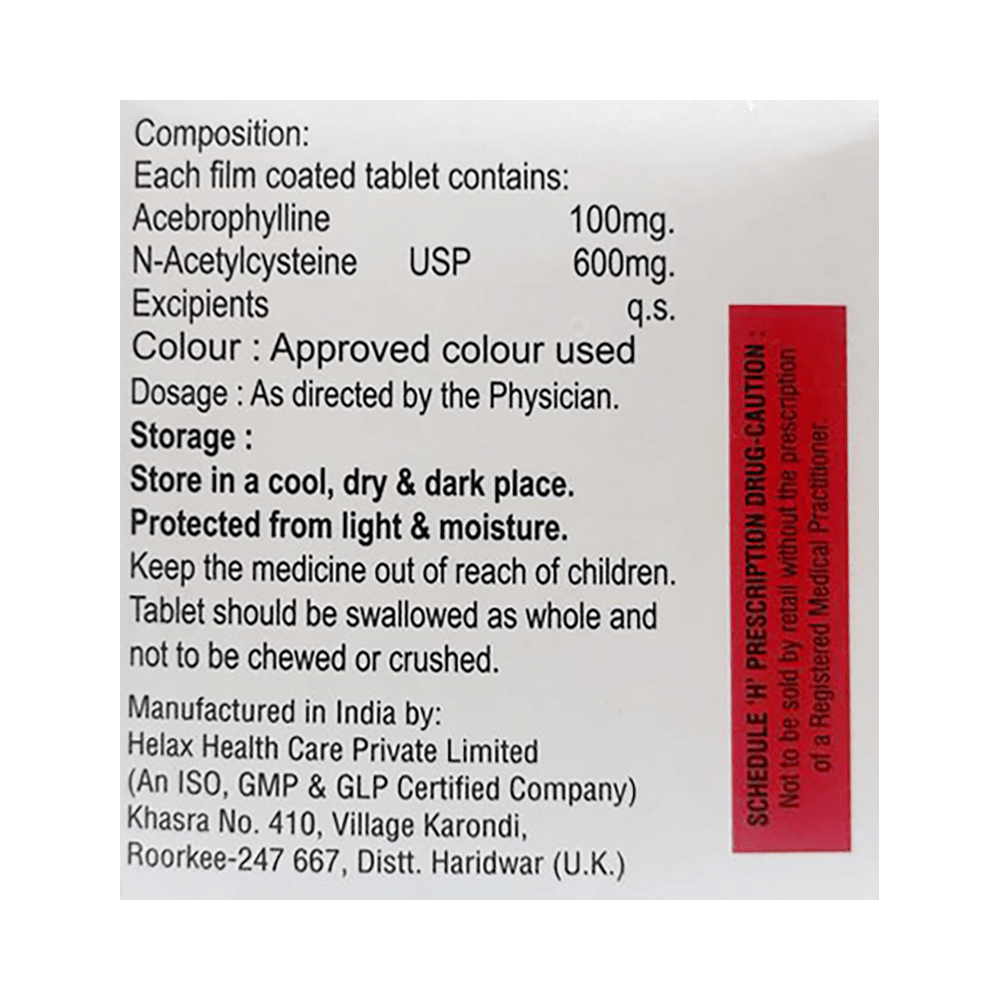 Composition:
Each film coated tablet contains:
Acebrophylline 100mg.
N-Acetylcysteine USP 600mg.
Excipients q.s.
Colour : Approved colour used
Dosage : As directed by the Physician.
Storage :
Store in a cool, dry & dark place.
Protected from light & moisture.
Keep the medicine out of reach of children.
Tablet should be swallowed as whole and
not to be chewed or crushed.
Manufactured in India by:
Helax Health Care Private Limited
(An ISO, GMP & GLP Certified Company)
Khasra No. 410, Village Karondi,
Roorkee-247 667, Distt. Haridwar (U.K.)
SCHEDULE 'H' PRESCRIPTION DRUG-CAUTION :
Not to be sold by retail without the prescription
of a Registered Medical Practitioner.